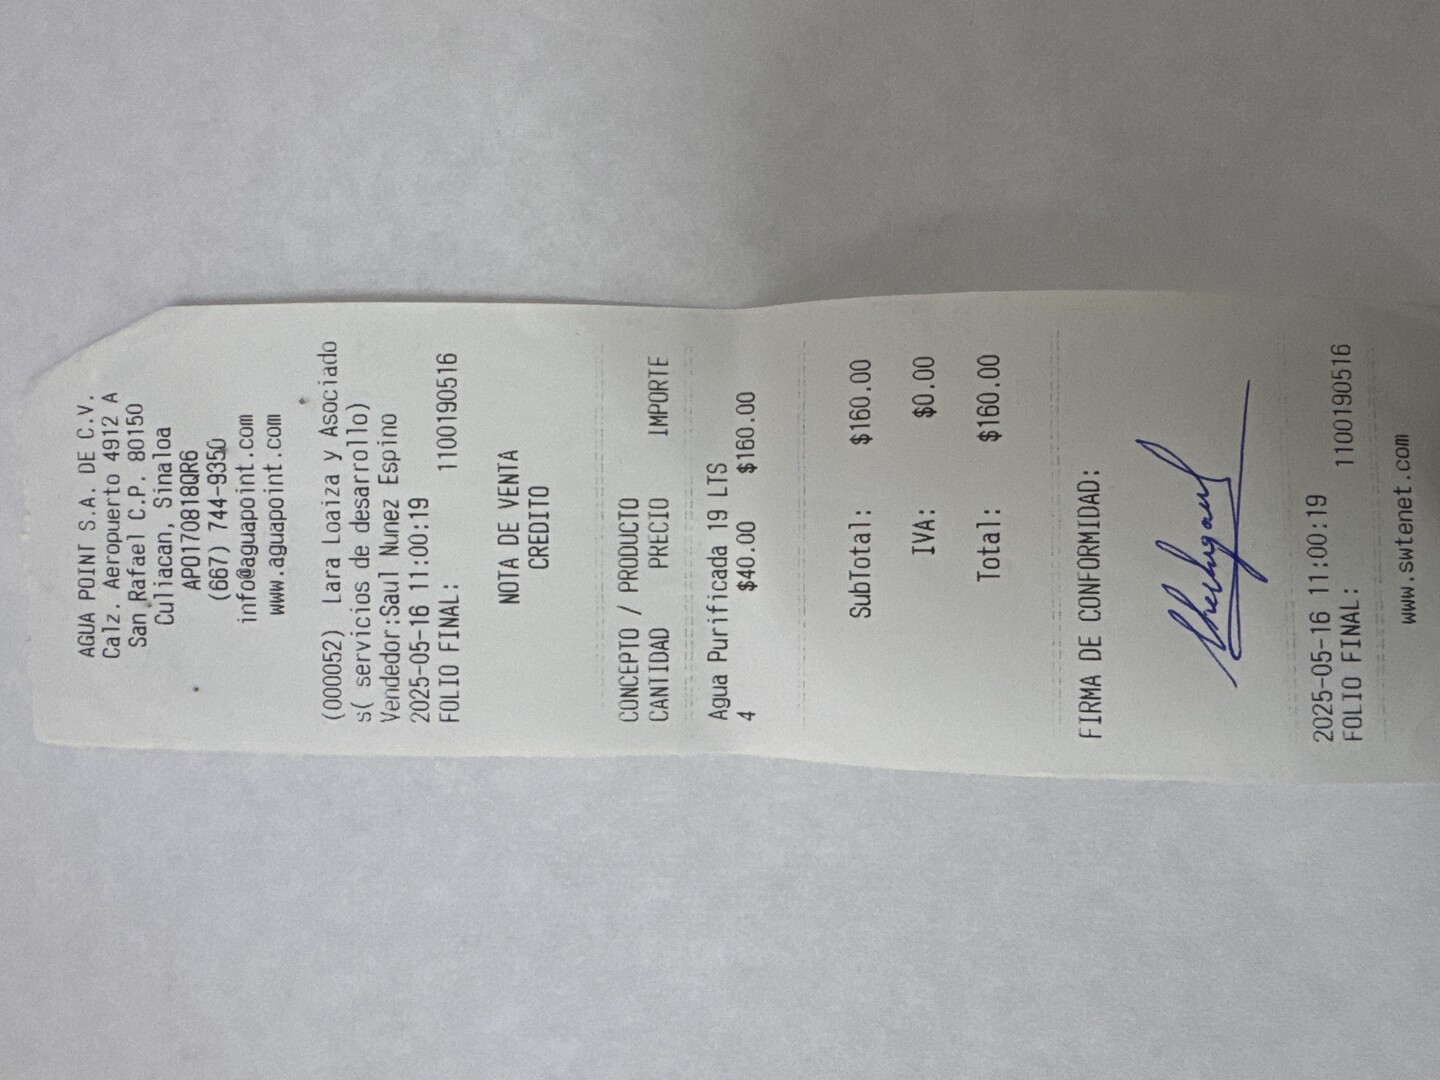 AGUA POINT S.A. DE C.V.
Calz. Aeropuerto 4912 A
San Rafael C.P. 80150
Culiacan, Sinaloa
APO170818QR6
(667) 744-9350
info@aguapoint.com
www.aguapoint.com
(000052) Lara Loaiza y Asociado
s( servicios de desarrollo)
Vendedor:Saul Nunez Espino
2025-05-16 11:00:19
FOLIO FINAL: 1100190516
NOTA DE VENTA
CREDITO
CONCEPTO / PRODUCTO
CANTIDAD PRECIO IMPORTE
Agua Purificada 19 LTS
4 $40.00 $160.00
SubTotal: $160.00
IVA: $0.00
Total: $160.00
FIRMA DE CONFORMIDAD:
2025-05-16 11:00:19
FOLIO FINAL: 1100190516
www.swtenet.com